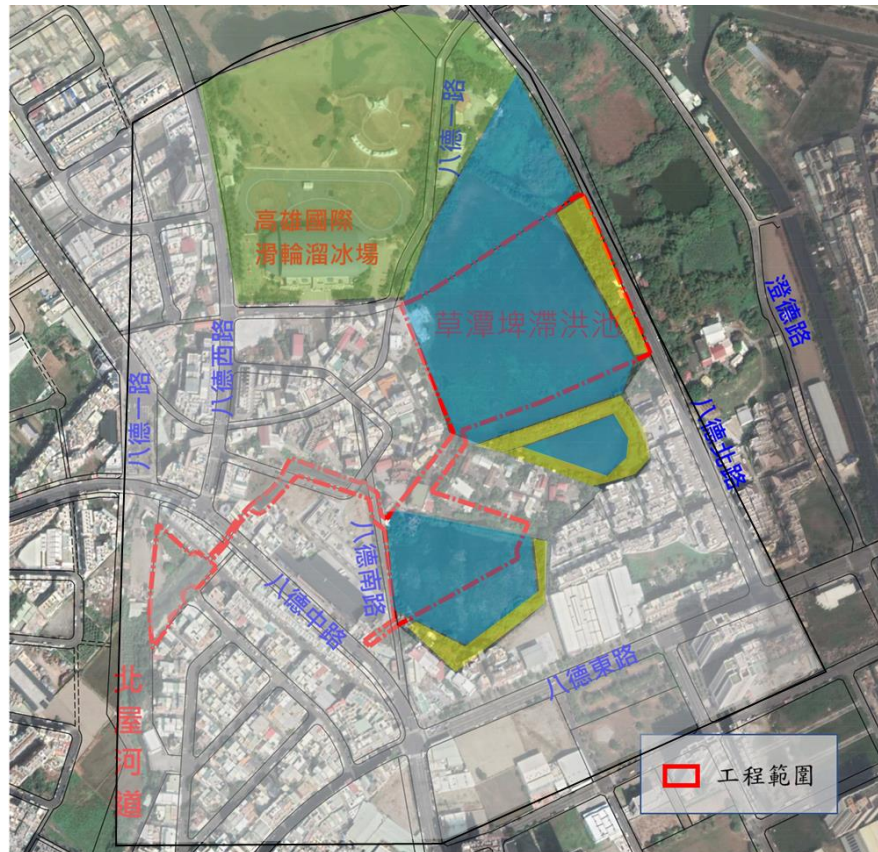 八德一路
高雄國際
滑輪溜冰場
草潭埤滯洪池
澄德路
八德西路
八德一路
八德北路
八德南路
八德中路
八德東路
北屋河道
工程範圍